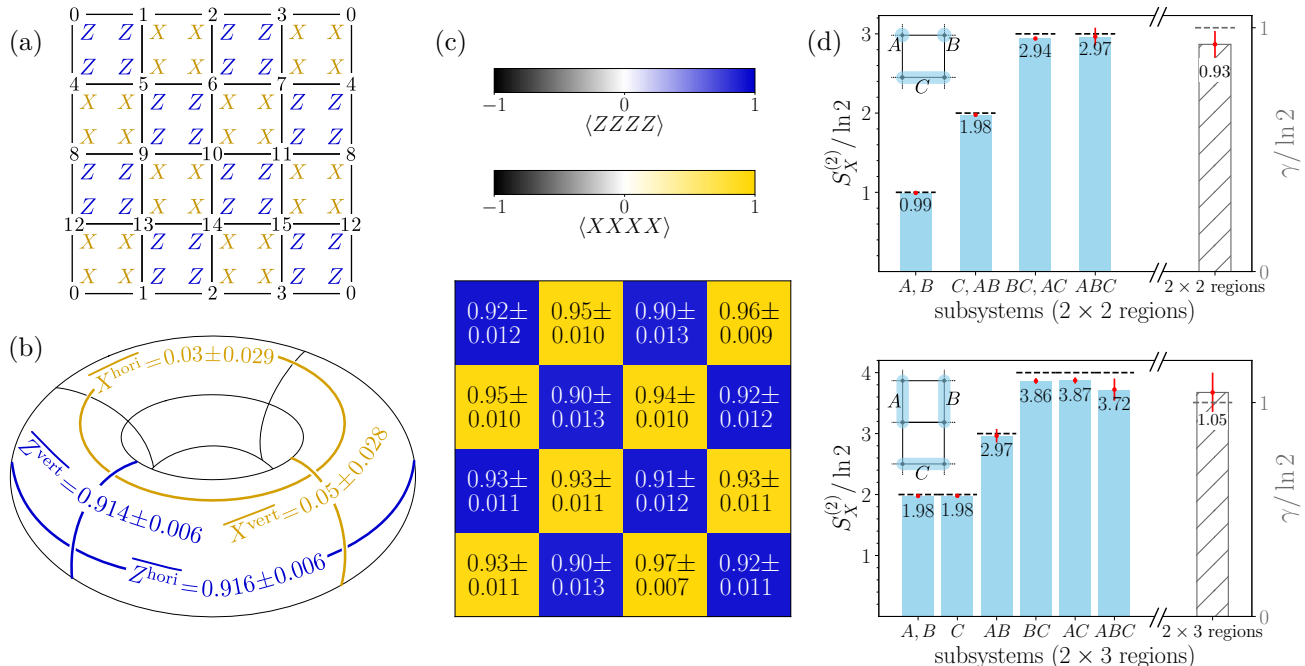 (a)
0 1 2 3 0
Z Z X X Z Z X X
Z Z X X Z Z X X
4 5 6 7 4
X X Z Z X X Z Z
X X Z Z X X Z Z
8 9 10 11 8
Z Z X X Z Z X X
Z Z X X Z Z X X
12 13 14 15 12
X X Z Z X X Z Z
X X Z Z X X Z Z
0 1 2 3 0
(b)
X^hori = 0.03±0.029
Z^vert = 0.914±0.006
X^vert = 0.05±0.028
Z^hori = 0.916±0.006
(c)
−1 0 1
⟨ZZZZ⟩
−1 0 1
⟨XXXX⟩
0.92± 0.95± 0.90± 0.96±
0.012 0.010 0.013 0.009
0.95± 0.90± 0.94± 0.92±
0.010 0.013 0.010 0.012
0.93± 0.93± 0.91± 0.93±
0.011 0.011 0.012 0.011
0.93± 0.90± 0.97± 0.92±
0.011 0.013 0.007 0.011
(d)
S_X^(2)/ ln 2
3
2
1
A B
C
0.99
1.98
2.94
2.97
0.93
1
0
γ/ ln 2
A, B C, AB BC, AC ABC 2 × 2 regions
subsystems (2 × 2 regions)
S_X^(2)/ ln 2
4
3
2
1
A B
C
1.98
1.98
2.97
3.86
3.87
3.72
1.05
1
0
γ/ ln 2
A, B C AB BC AC ABC 2 × 3 regions
subsystems (2 × 3 regions)